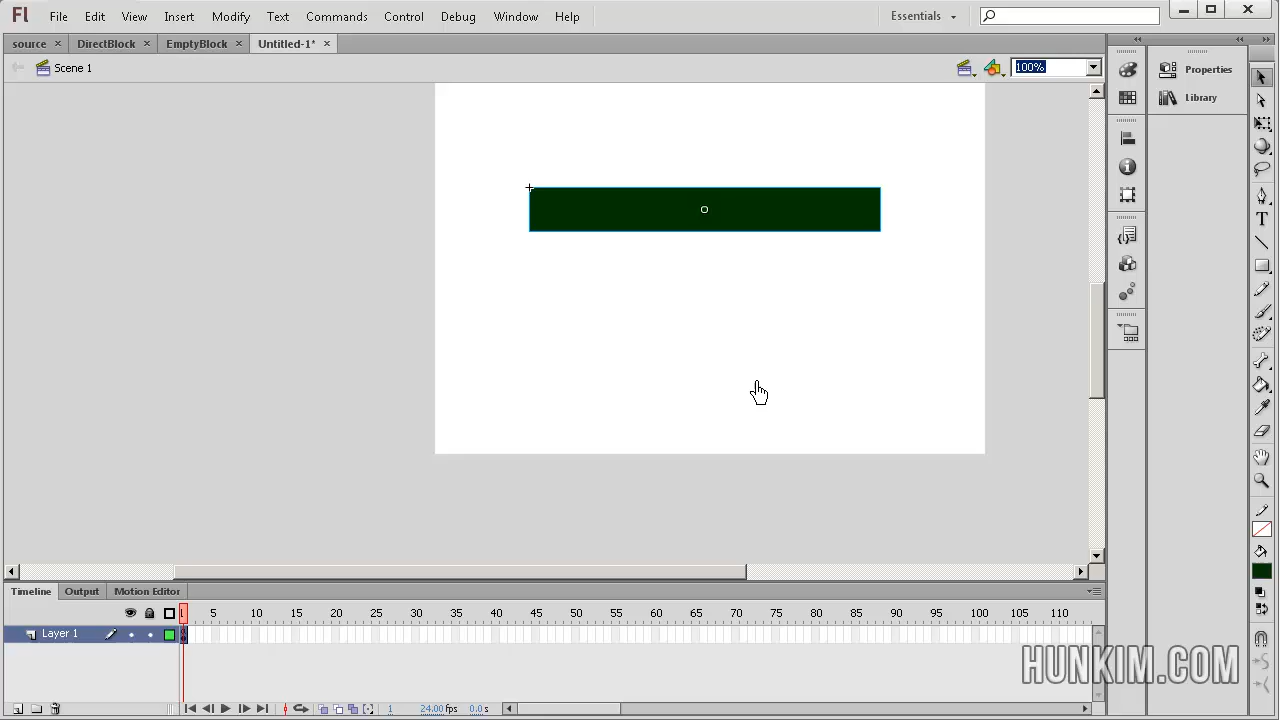 Fl File Edit View Insert Modify Text Commands Control Debug Window Help Essentials
source × DirectBlock × EmptyBlock × Untitled-1* ×
Scene 1 100%
Properties
Library
T
Timeline Output Motion Editor
5 10 15 20 25 30 35 40 45 50 55 60 65 70 75 80 85 90 95 100 105 110
Layer 1
HUNKIM.COM
1 24.00 fps 0.0 s